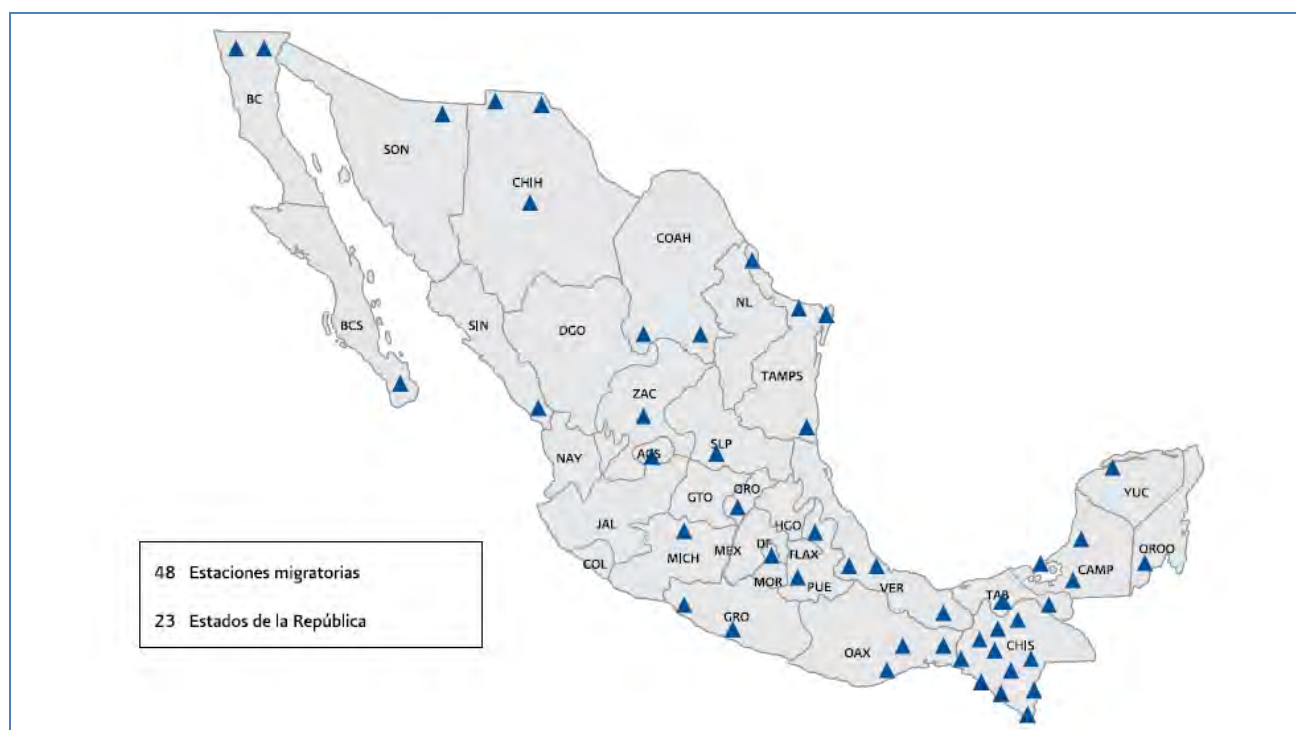 BC
SON
CHIH
COAH
NL
BCS
SIN
DGO
TAMPS
ZAC
SLP
NAY
AGS
GTO
QRO
YUC
JAL
HGO
QROO
48 Estaciones migratorias
MICH
MEX
DF
TLAX
CAMP
COL
MOR
PUE
VER
TAB
23 Estados de la República
GRO
OAX
CHIS